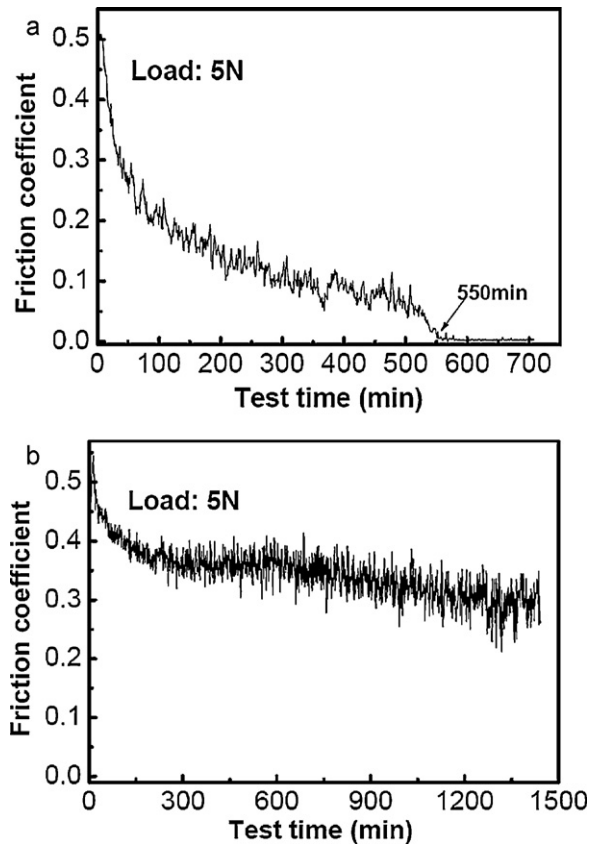 a
0.5
Load: 5N
0.4
0.3
0.2
0.1
550min
0.0
0 100 200 300 400 500 600 700
Friction coefficient
Test time (min)
b
0.5
Load: 5N
0.4
0.3
0.2
0.1
0.0
0 300 600 900 1200 1500
Friction coefficient
Test time (min)